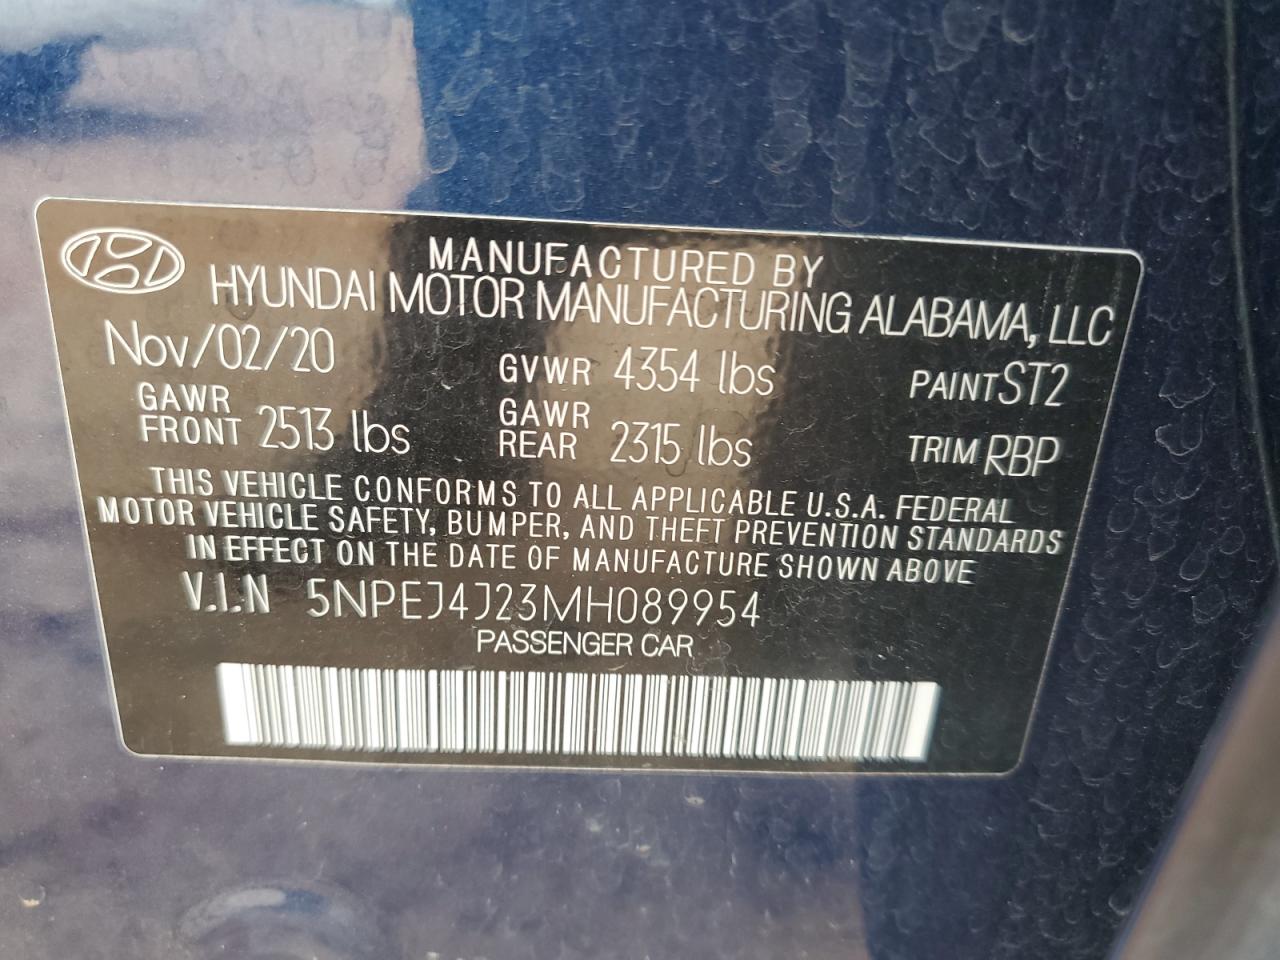 MANUFACTURED BY
HYUNDAI MOTOR MANUFACTURING ALABAMA, LLC
Nov/02/20 GVWR 4354 lbs PAINT ST2
GAWR FRONT 2513 lbs GAWR REAR 2315 lbs TRIM RBP
THIS VEHICLE CONFORMS TO ALL APPLICABLE U.S.A. FEDERAL
MOTOR VEHICLE SAFETY, BUMPER, AND THEFT PREVENTION STANDARDS
IN EFFECT ON THE DATE OF MANUFACTURE SHOWN ABOVE
V.I.N 5NPEJ4J23MH089954
PASSENGER CAR